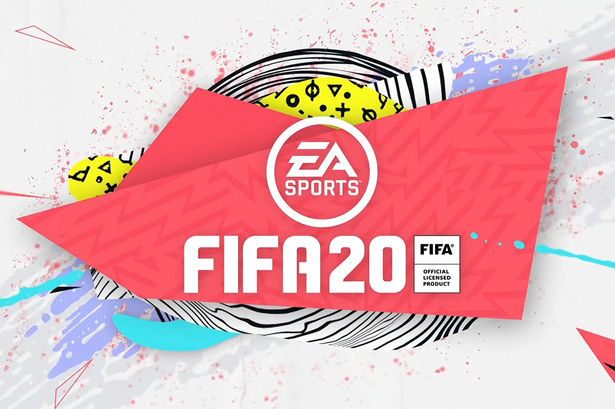 EA
SPORTS
FIFA20
FIFA®
OFFICIAL
LICENSED
PRODUCT